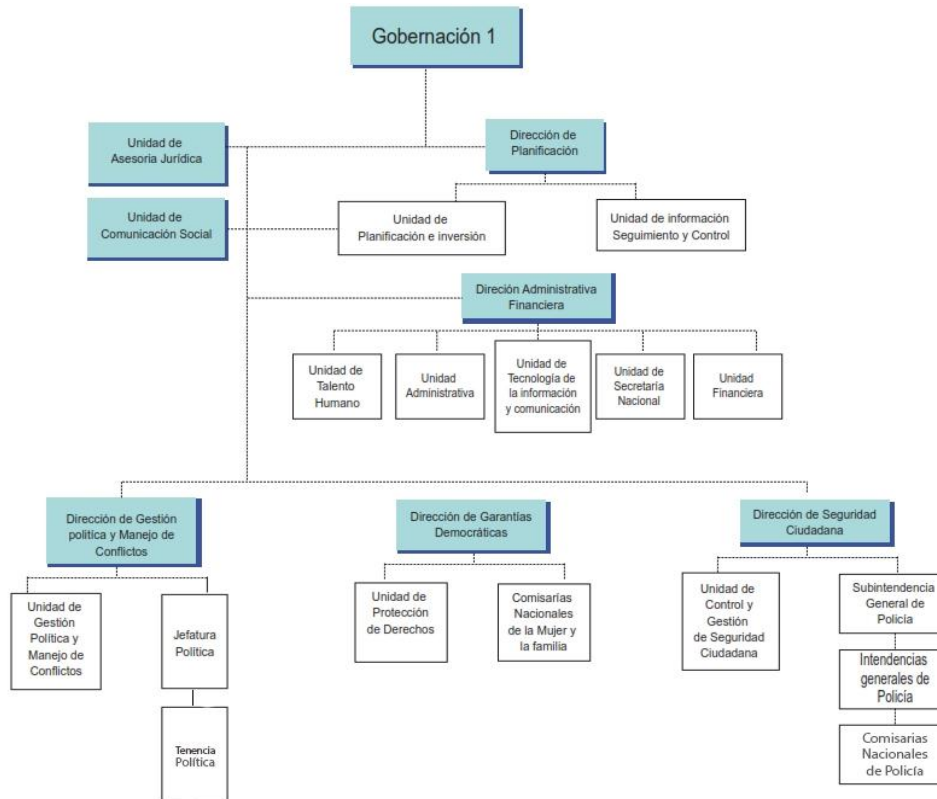 Gobernación 1
Unidad de
Asesoria Jurídica
Dirección de
Planificación
Unidad de
Comunicación Social
Unidad de
Planificación e inversión
Unidad de información
Seguimiento y Control
Direción Administrativa
Financiera
Unidad de
Talento
Humano
Unidad
Administrativa
Unidad de
Tecnología de
la información
y comunicación
Unidad de
Secretaría
Nacional
Unidad
Financiera
Dirección de Gestión
politica y Manejo de
Conflictos
Dirección de Garantías
Democráticas
Dirección de Seguridad
Ciudadana
Unidad de
Gestión
Política y
Manejo de
Conflictos
Jefatura
Política
Tenencia
Política
Unidad de
Protección
de Derechos
Comisarías
Nacionales
de la Mujer y
la familia
Unidad de
Control y
Gestión
de Seguridad
Ciudadana
Subintendencia
General de
Policía
Intendencias
generales de
Policía
Comisarias
Nacionales
de Policía